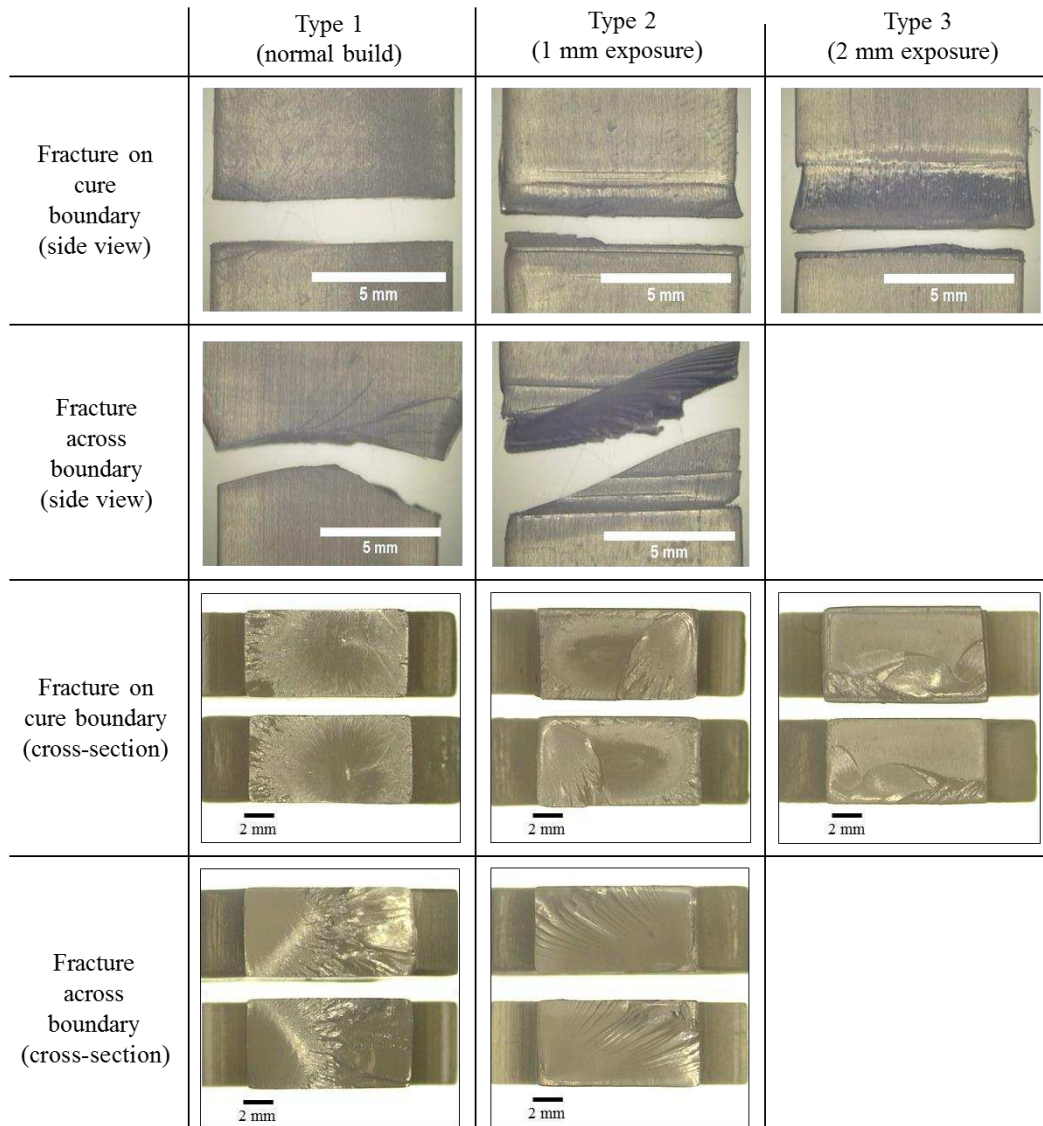 Type 1
(normal build)
Type 2
(1 mm exposure)
Type 3
(2 mm exposure)
Fracture on
cure
boundary
(side view)
5 mm
5 mm
5 mm
Fracture
across
boundary
(side view)
5 mm
5 mm
Fracture on
cure boundary
(cross-section)
2 mm
2 mm
2 mm
Fracture
across
boundary
(cross-section)
2 mm
2 mm